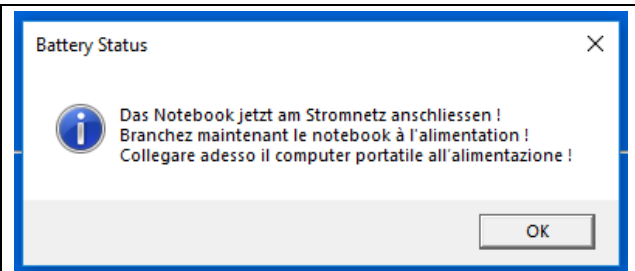 Battery Status
Das Notebook jetzt am Stromnetz anschliessen !
Branchez maintenant le notebook à l'alimentation !
Collegare adesso il computer portatile all'alimentazione !
OK